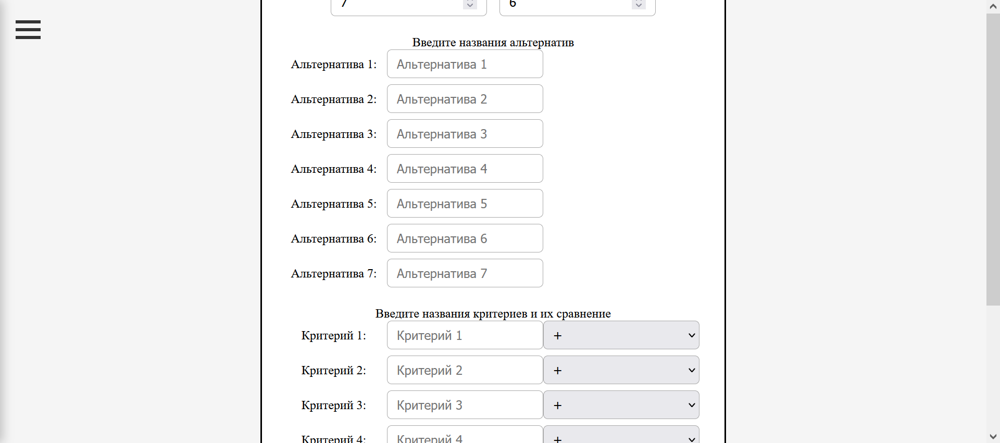 7 6
Введите названия альтернатив
Альтернатива 1: Альтернатива 1
Альтернатива 2: Альтернатива 2
Альтернатива 3: Альтернатива 3
Альтернатива 4: Альтернатива 4
Альтернатива 5: Альтернатива 5
Альтернатива 6: Альтернатива 6
Альтернатива 7: Альтернатива 7
Введите названия критериев и их сравнение
Критерий 1: Критерий 1 +
Критерий 2: Критерий 2 +
Критерий 3: Критерий 3 +
Критерий 4: Критерий 4 +